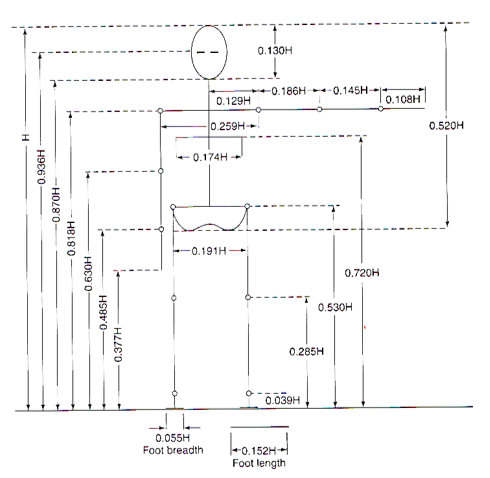 0.130H
0.186H
0.145H
0.129H
0.108H
0.259H
0.520H
H
0.936H
0.870H
0.818H
0.174H
0.630H
0.485H
0.377H
0.191H
0.720H
0.530H
0.285H
0.039H
0.055H
Foot breadth
0.152H
Foot length